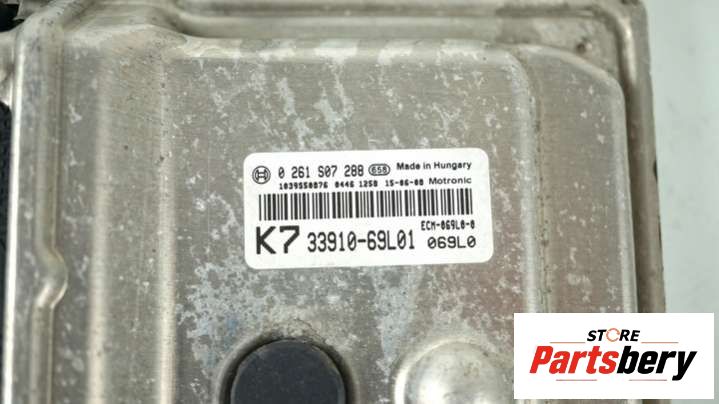 0 261 S07 288 658 Made in Hungary
1039S50876 0446 1250 15-06-08 Motronic
ECM-069L0-0
K7 33910-69L01 069L0
STORE
Partsbery